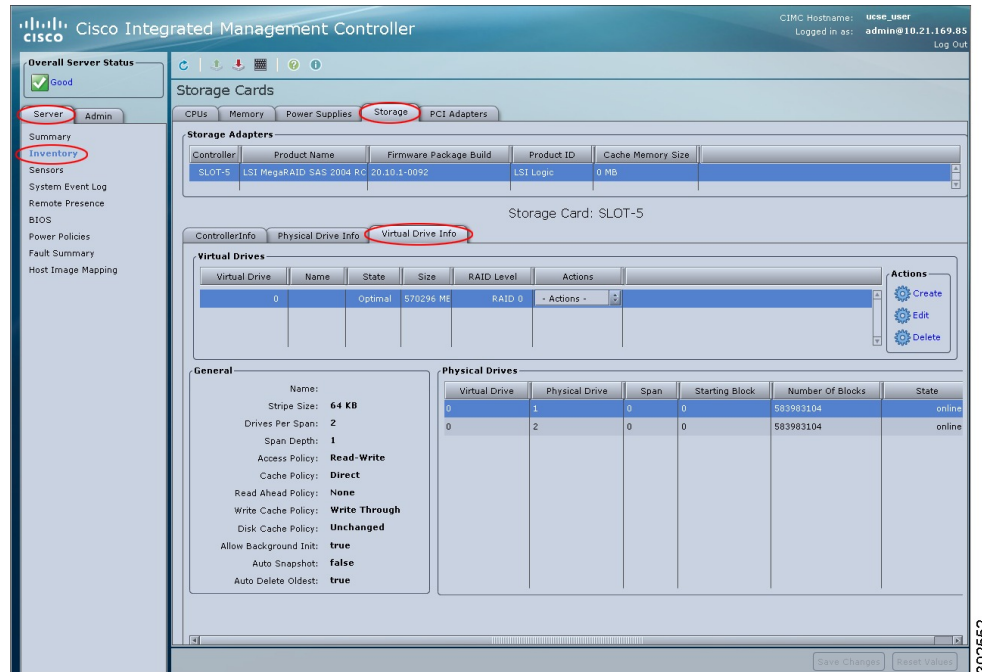 cisco Cisco Integrated Management Controller
CIMC Hostname: ucse_user
Logged in as: admin@10.21.169.85
Log Out
Overall Server Status
Good
Server Admin
Summary
Inventory
Sensors
System Event Log
Remote Presence
BIOS
Power Policies
Fault Summary
Host Image Mapping
Storage Cards
CPUs Memory Power Supplies Storage PCI Adapters
Storage Adapters
Controller Product Name Firmware Package Build Product ID Cache Memory Size
SLOT-5 LSI MegaRAID SAS 2004 RC 20.10.1-0092 LSI Logic 0 MB
Storage Card: SLOT-5
ControllerInfo Physical Drive Info Virtual Drive Info
Virtual Drives
Virtual Drive Name State Size RAID Level Actions
0 Optimal 570296 ME RAID 0 - Actions -
Actions
Create
Edit
Delete
General
Name:
Stripe Size: 64 KB
Drives Per Span: 2
Span Depth: 1
Access Policy: Read-Write
Cache Policy: Direct
Read Ahead Policy: None
Write Cache Policy: Write Through
Disk Cache Policy: Unchanged
Allow Background Init: true
Auto Snapshot: false
Auto Delete Oldest: true
Physical Drives
Virtual Drive Physical Drive Span Starting Block Number Of Blocks State
0 1 0 0 583983104 online
0 2 0 0 583983104 online
Save Changes Reset Values